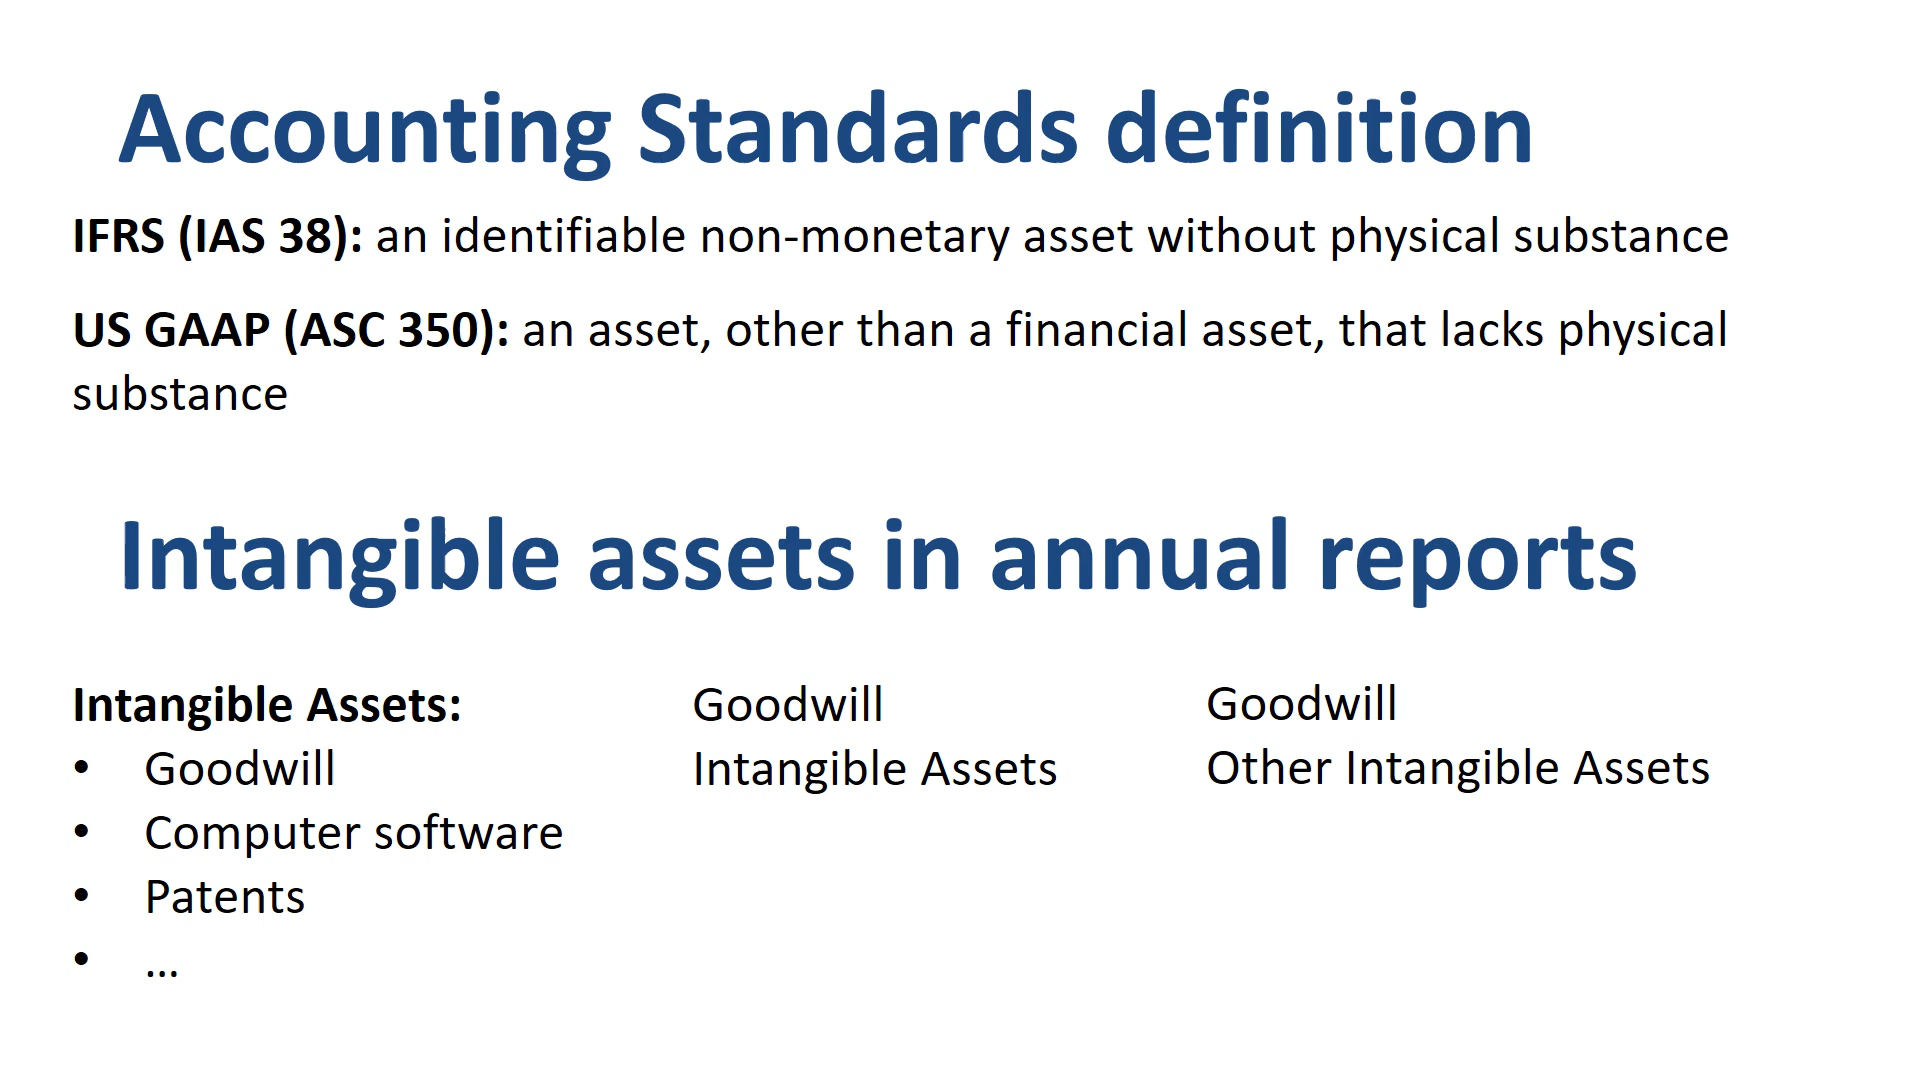 Accounting Standards definition
IFRS (IAS 38): an identifiable non-monetary asset without physical substance
US GAAP (ASC 350): an asset, other than a financial asset, that lacks physical
substance
Intangible assets in annual reports
Intangible Assets:
• Goodwill
• Computer software
• Patents
• ...
Goodwill
Intangible Assets
Goodwill
Other Intangible Assets